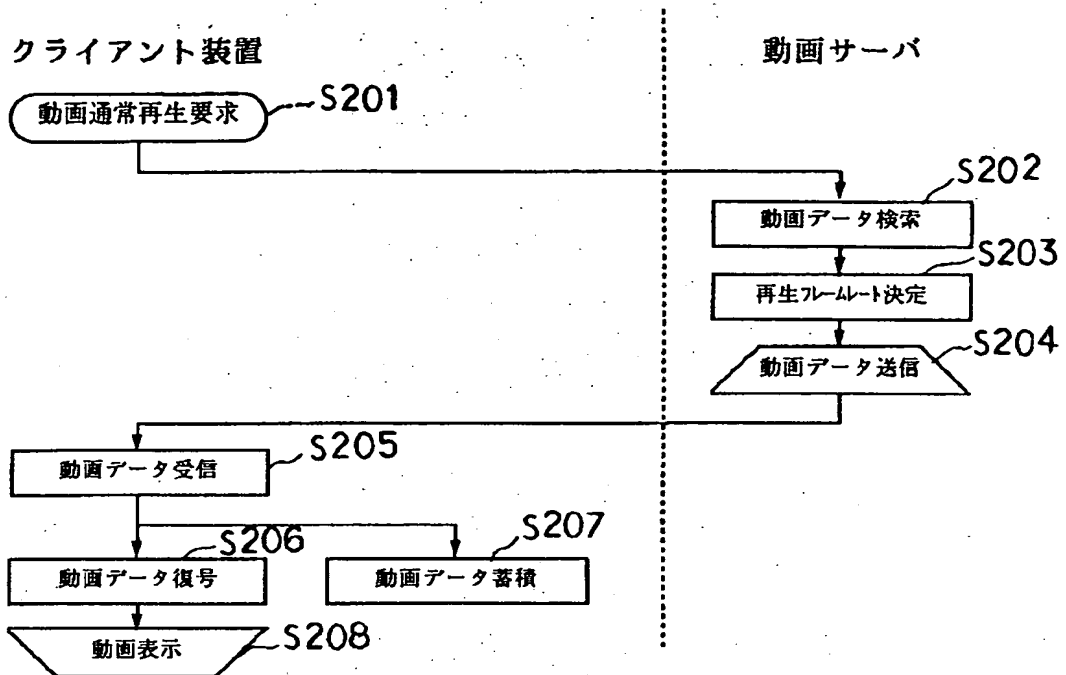 クライアント装置
動画サーバ
動画通常再生要求
S201
S202
動画データ検索
S203
再生フレームレート決定
S204
動画データ送信
S205
動画データ受信
S206
動画データ復号
S207
動画データ蓄積
S208
動画表示